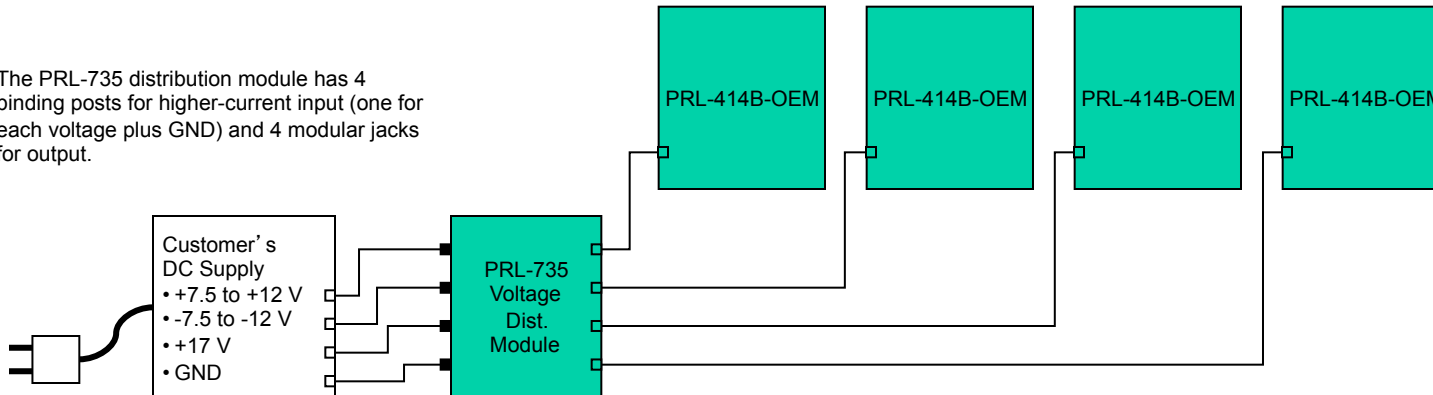 The PRL-735 distribution module has 4
binding posts for higher-current input (one for
each voltage plus GND) and 4 modular jacks
for output.
PRL-414B-OEM
PRL-414B-OEM
PRL-414B-OEM
PRL-414B-OEM
Customer's
DC Supply
• +7.5 to +12 V
• -7.5 to -12 V
• +17 V
• GND
PRL-735
Voltage
Dist.
Module